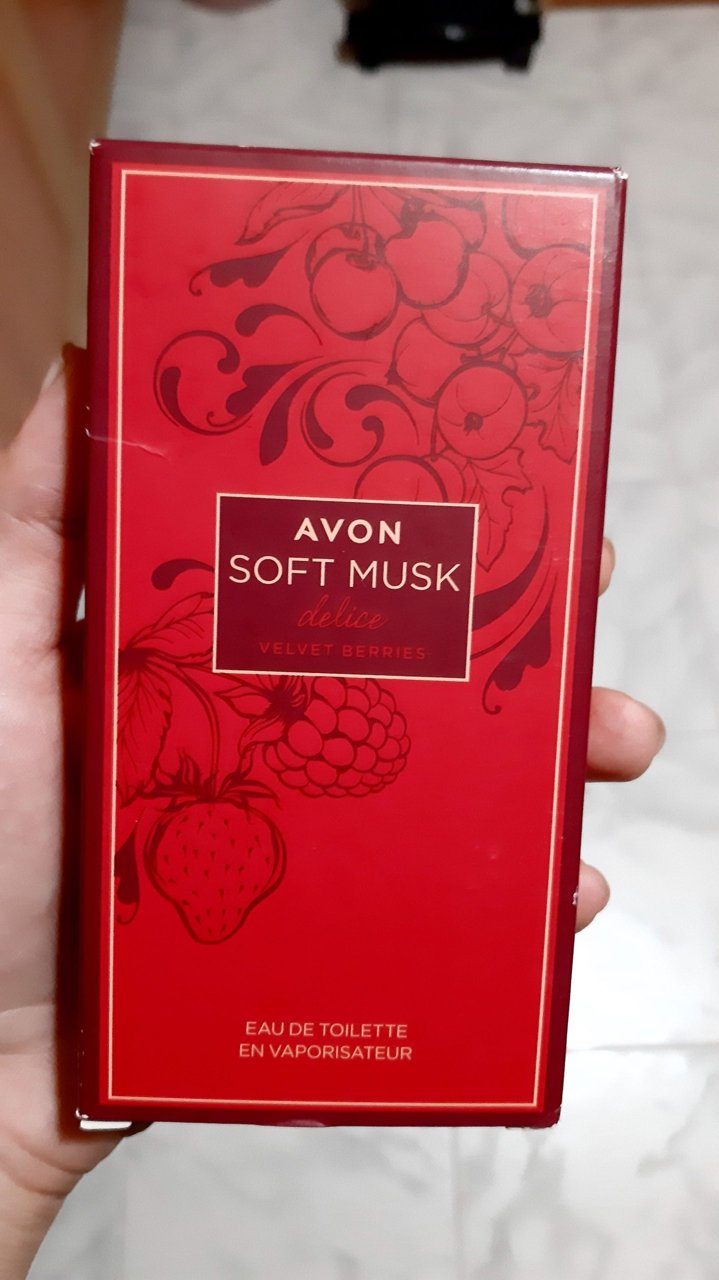 AVON
SOFT MUSK
delice
VELVET BERRIES
EAU DE TOILETTE
EN VAPORISATEUR